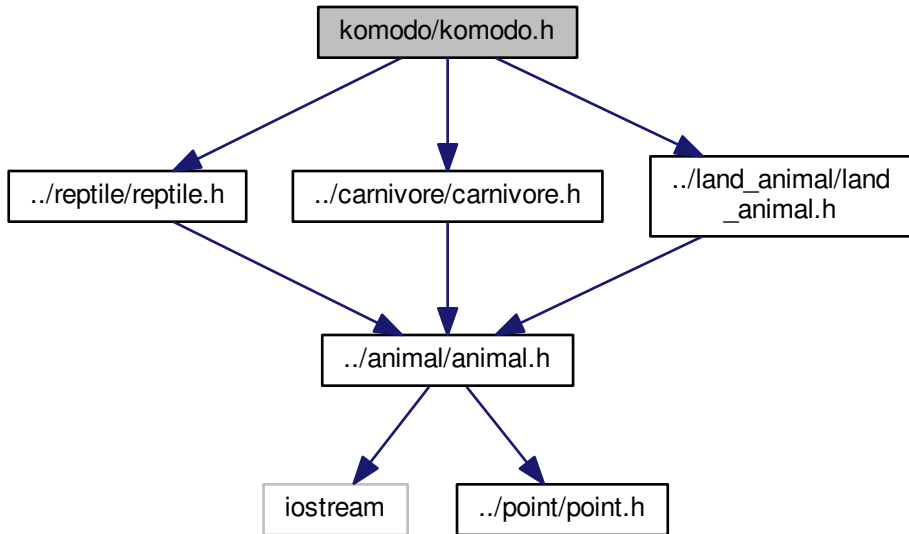 komodo/komodo.h
../reptile/reptile.h
../carnivore/carnivore.h
../land_animal/land
_animal.h
../animal/animal.h
iostream
../point/point.h